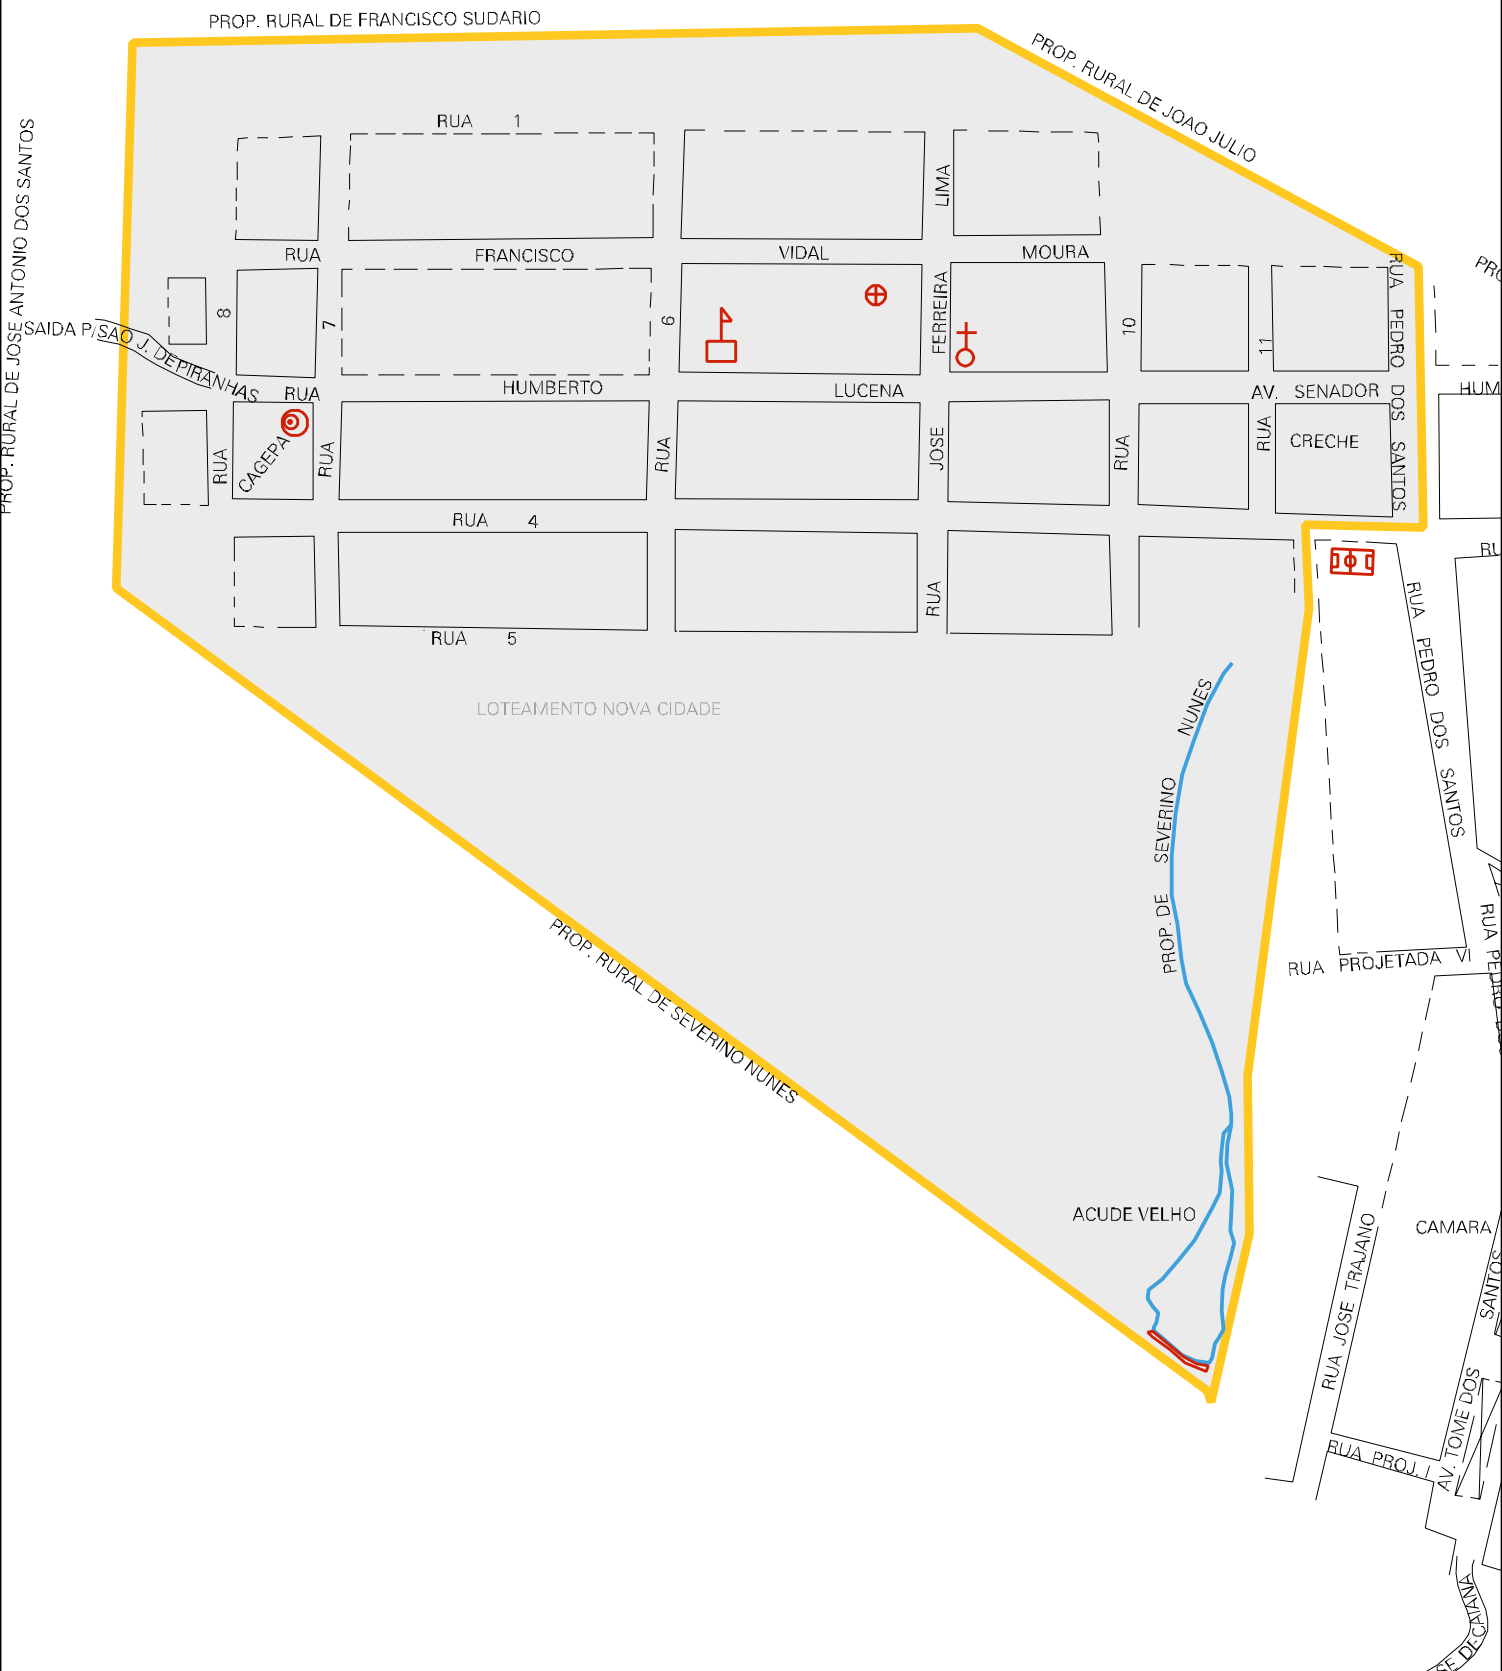 PROP. RURAL DE FRANCISCO SUDARIO
PROP. RURAL DE JOAO JULIO
PROP. RURAL DE JOSE ANTONIO DOS SANTOS
RUA 1
LIMA
RUA FRANCISCO VIDAL MOURA
RUA PEDRO DOS SANTOS
8
7
6
FERREIRA
10
11
SAIDA P/SAO J. DEPIRANHAS
RUA HUMBERTO LUCENA AV. SENADOR
HUM
CAGEPA
RUA
RUA
RUA
JOSE
RUA
RUA
CRECHE
RUA 4
RU
RUA
RUA 5
RUA PEDRO DOS SANTOS
LOTEAMENTO NOVA CIDADE
PROP. DE SEVERINO NUNES
PROP. RURAL DE SEVERINO NUNES
RUA PROJETADA VI
ACUDE VELHO
CAMARA
RUA JOSE TRAJANO
AV. TOME DOS SANTOS
RUA PROJ. I